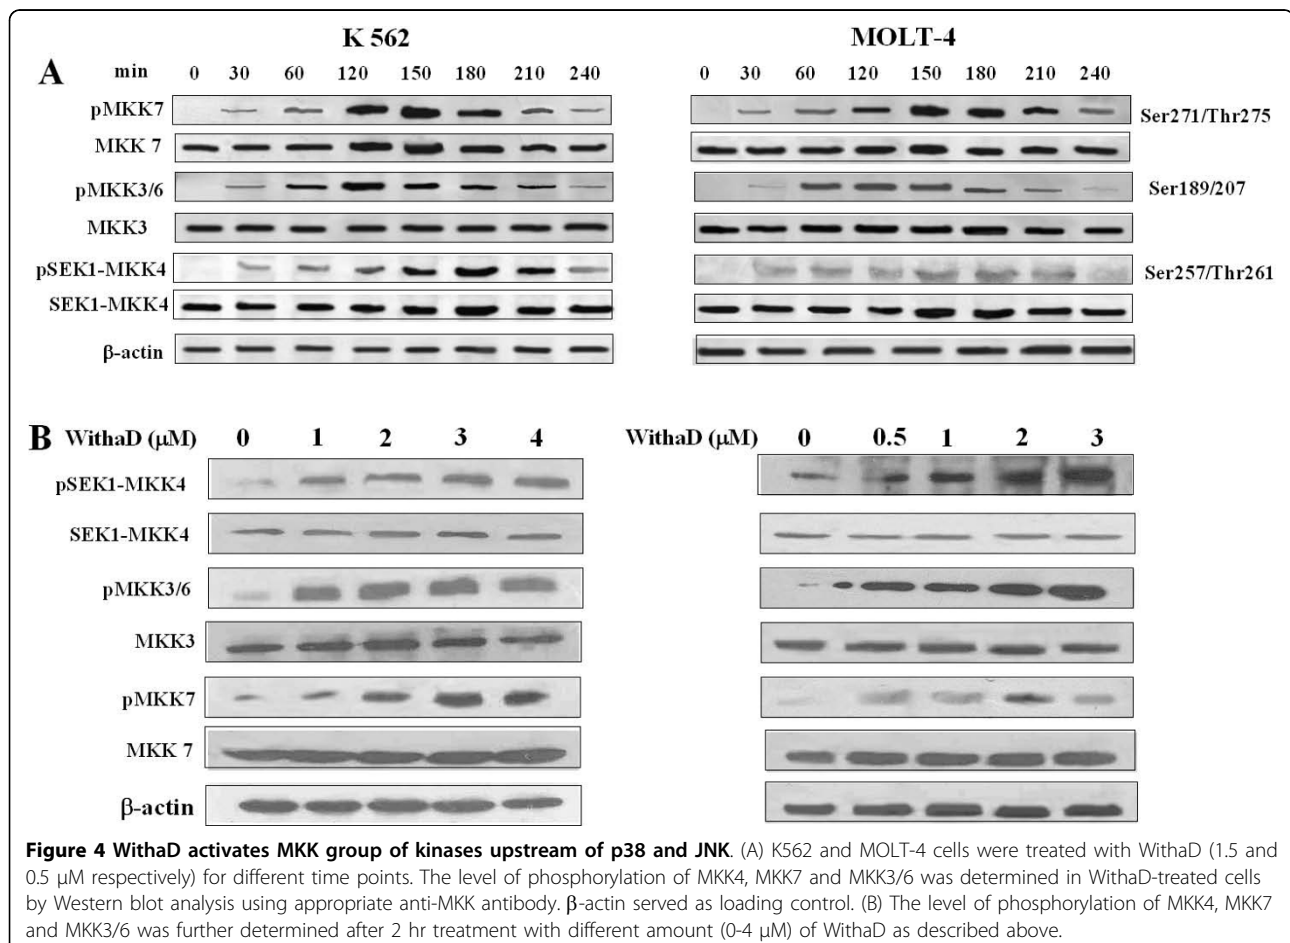 K 562 MOLT-4
A min 0 30 60 120 150 180 210 240 0 30 60 120 150 180 210 240
pMKK7 Ser271/Thr275
MKK 7
pMKK3/6 Ser189/207
MKK3
pSEK1-MKK4 Ser257/Thr261
SEK1-MKK4
β-actin
B WithaD (μM) 0 1 2 3 4 WithaD (μM) 0 0.5 1 2 3
pSEK1-MKK4
SEK1-MKK4
pMKK3/6
MKK3
pMKK7
MKK 7
β-actin
Figure 4 WithaD activates MKK group of kinases upstream of p38 and JNK. (A) K562 and MOLT-4 cells were treated with WithaD (1.5 and
0.5 μM respectively) for different time points. The level of phosphorylation of MKK4, MKK7 and MKK3/6 was determined in WithaD-treated cells
by Western blot analysis using appropriate anti-MKK antibody. β-actin served as loading control. (B) The level of phosphorylation of MKK4, MKK7
and MKK3/6 was further determined after 2 hr treatment with different amount (0-4 μM) of WithaD as described above.